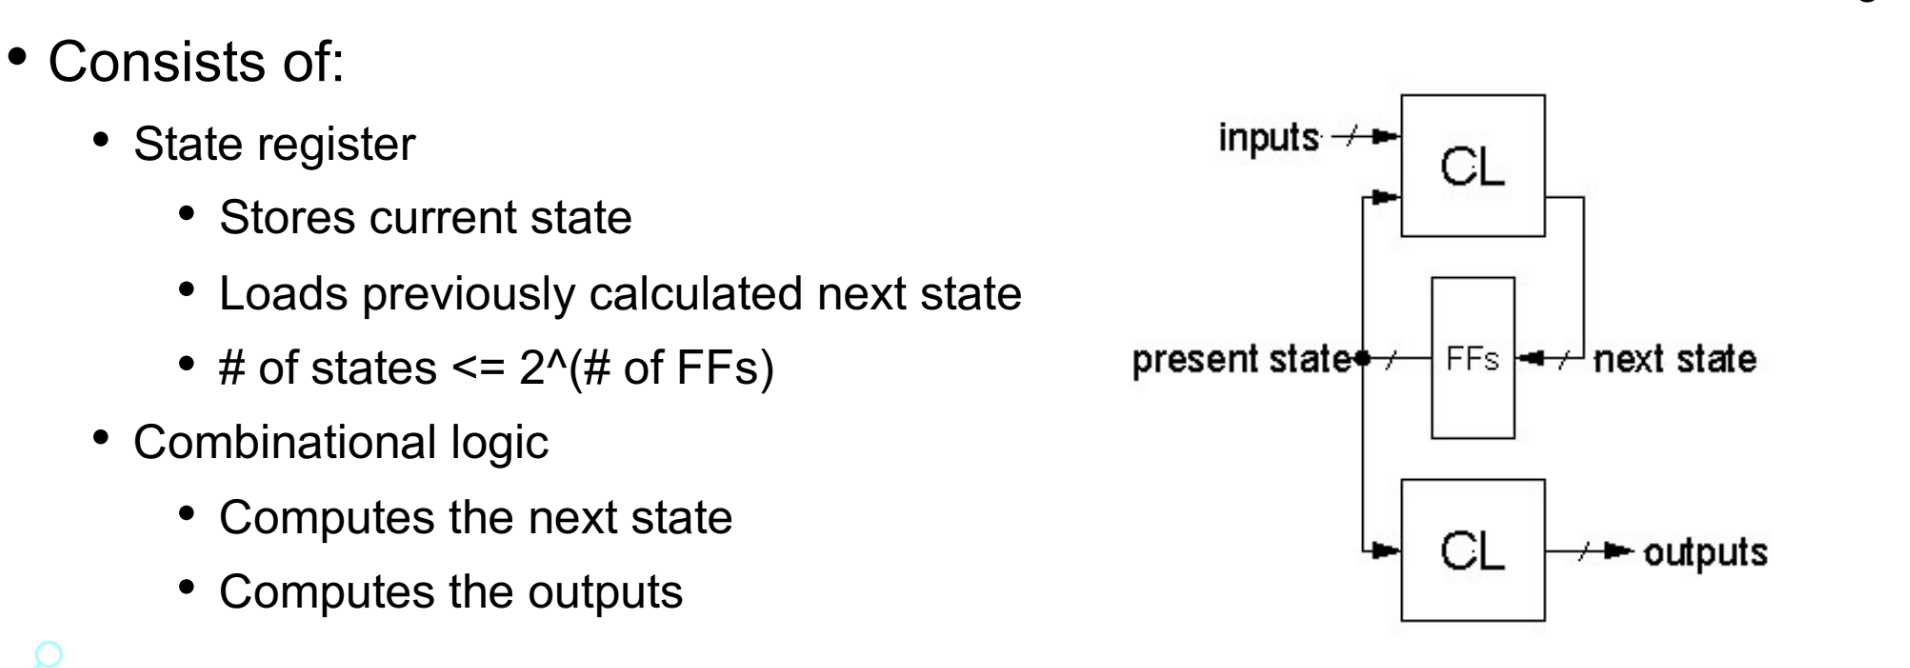 • Consists of:
• State register
• Stores current state
• Loads previously calculated next state
• # of states <= 2^(# of FFs)
• Combinational logic
• Computes the next state
• Computes the outputs
inputs
CL
present state
FFs
next state
CL
outputs